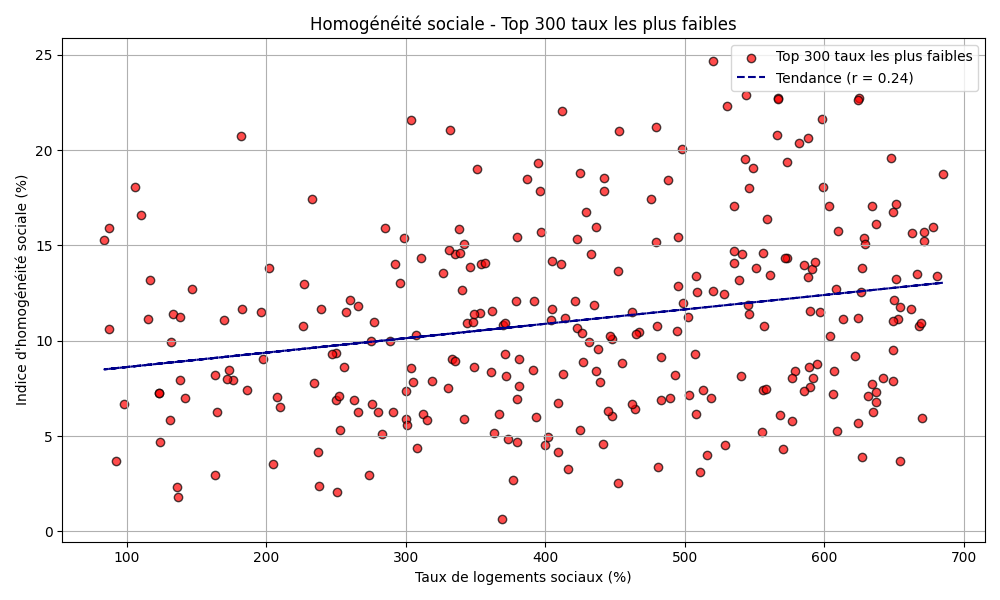 Homogénéité sociale - Top 300 taux les plus faibles
Top 300 taux les plus faibles
Tendance (r = 0.24)
Indice d'homogénéité sociale (%)
25
20
15
10
5
0
100 200 300 400 500 600 700
Taux de logements sociaux (%)